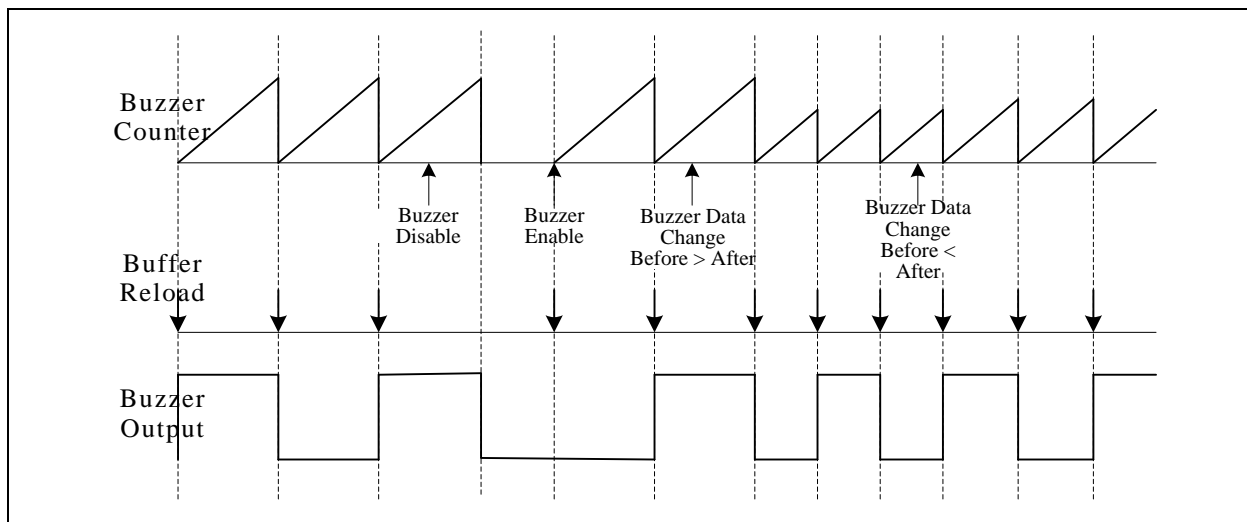 Buzzer
Counter
Buzzer
Disable
Buzzer
Enable
Buzzer Data
Change
Before > After
Buzzer Data
Change
Before <
After
Buffer
Reload
Buzzer
Output